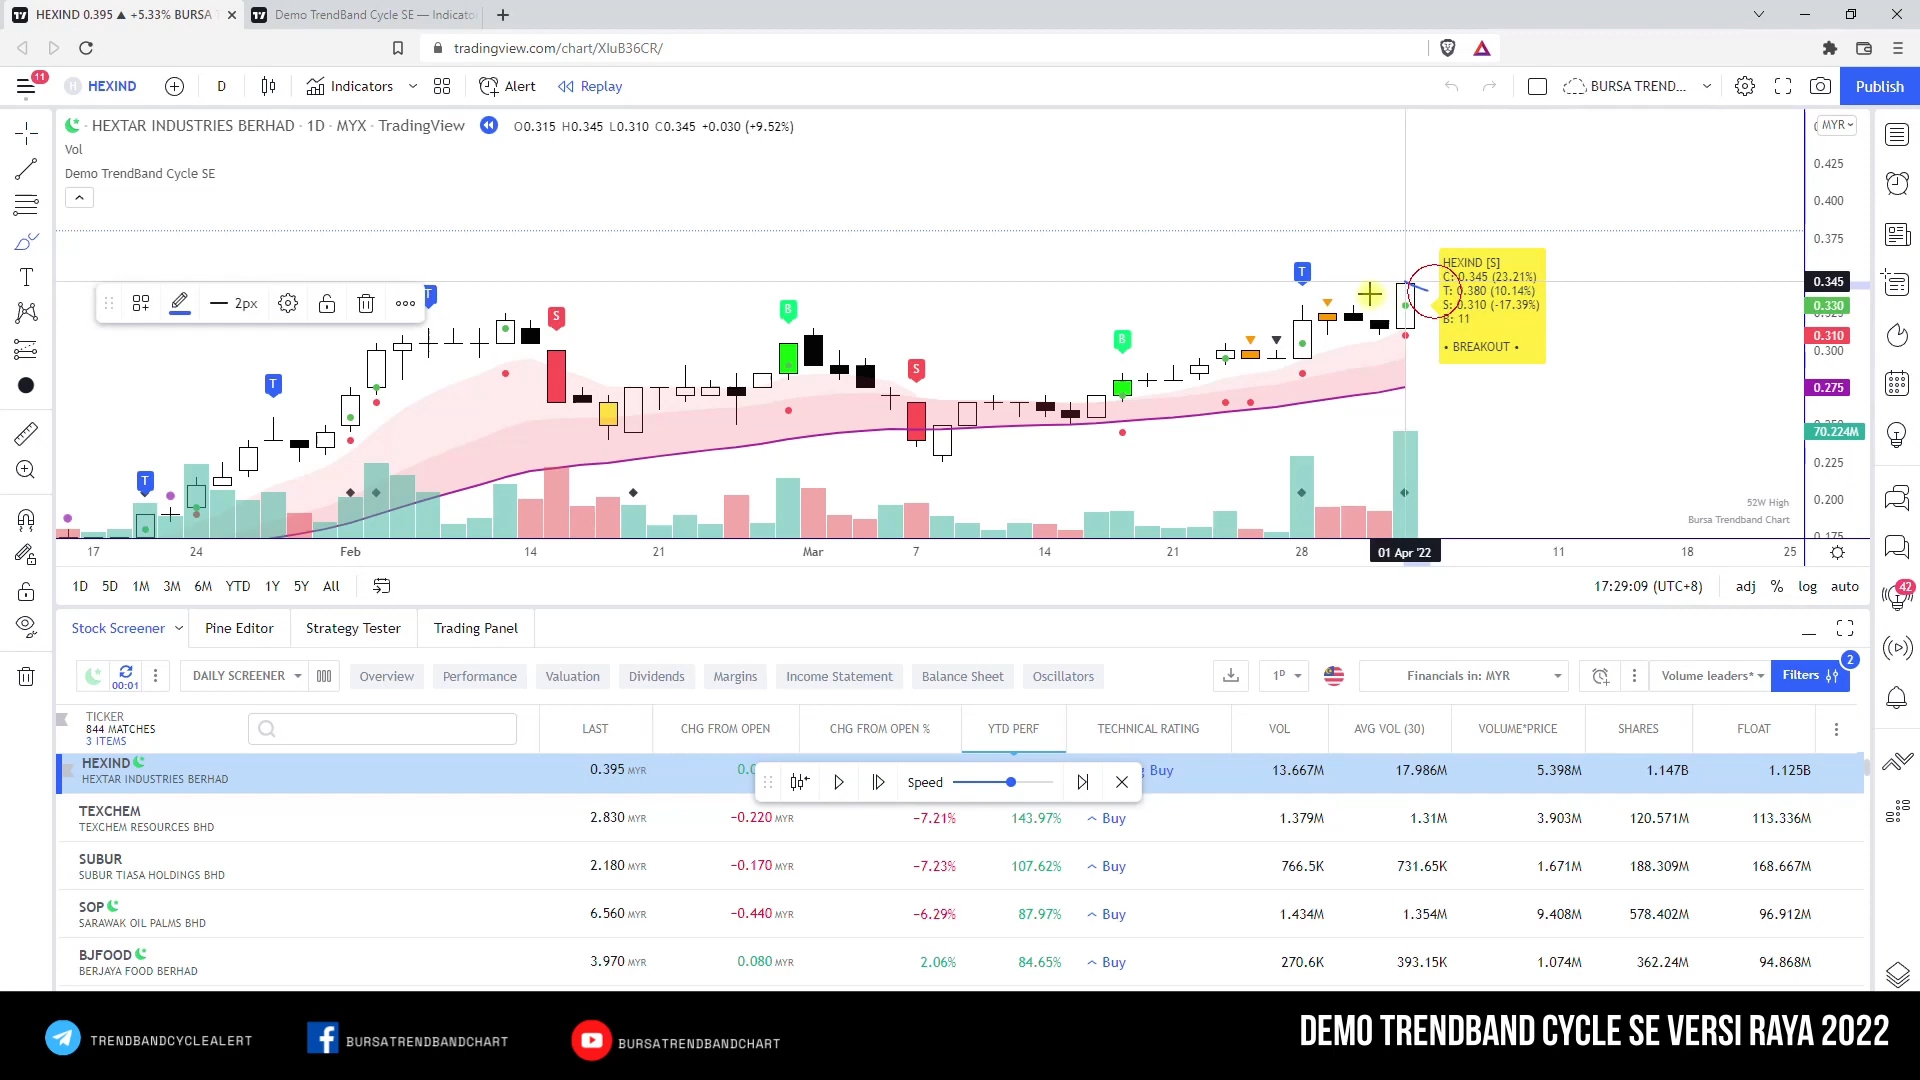 HEXIND 0.395 ▲ +5.33% BURSA
Demo TrendBand Cycle SE — Indicato
tradingview.com/chart/XIuB36CR/
11
HEXIND
D
Indicators
Alert
Replay
BURSA TREND...
Publish
· HEXTAR INDUSTRIES BERHAD · 1D · MYX · TradingView
O0.315 H0.345 L0.310 C0.345 +0.030 (+9.52%)
Vol
Demo TrendBand Cycle SE
MYR
0.425
0.400
0.375
0.345
0.330
0.310
0.300
0.275
70.224M
0.225
0.200
0.175
2px
T
T
T
S
B
S
B
T
HEXIND [S]
C: 0.345 (23.21%)
T: 0.380 (10.14%)
S: 0.310 (-17.39%)
B: 11
• BREAKOUT •
52W High
Bursa Trendband Chart
17 24 Feb 14 21 Mar 7 14 21 28 01 Apr '22 11 18 25
1D 5D 1M 3M 6M YTD 1Y 5Y All
17:29:09 (UTC+8) adj % log auto
42
Stock Screener Pine Editor Strategy Tester Trading Panel
00:01
DAILY SCREENER
Overview Performance Valuation Dividends Margins Income Statement Balance Sheet Oscillators
1D
Financials in: MYR
Volume leaders*
Filters
2
TICKER
844 MATCHES
3 ITEMS
LAST CHG FROM OPEN CHG FROM OPEN % YTD PERF TECHNICAL RATING VOL AVG VOL (30) VOLUME*PRICE SHARES FLOAT
HEXIND
HEXTAR INDUSTRIES BERHAD
0.395 MYR Buy 13.667M 17.986M 5.398M 1.147B 1.125B
Speed
TEXCHEM
TEXCHEM RESOURCES BHD
2.830 MYR −0.220 MYR −7.21% 143.97% Buy 1.379M 1.31M 3.903M 120.571M 113.336M
SUBUR
SUBUR TIASA HOLDINGS BHD
2.180 MYR −0.170 MYR −7.23% 107.62% Buy 766.5K 731.65K 1.671M 188.309M 168.667M
SOP
SARAWAK OIL PALMS BHD
6.560 MYR −0.440 MYR −6.29% 87.97% Buy 1.434M 1.354M 9.408M 578.402M 96.912M
BJFOOD
BERJAYA FOOD BERHAD
3.970 MYR 0.080 MYR 2.06% 84.65% Buy 270.6K 393.15K 1.074M 362.24M 94.868M
TRENDBANDCYCLEALERT
BURSATRENDBANDCHART
BURSATRENDBANDCHART
DEMO TRENDBAND CYCLE SE VERSI RAYA 2022